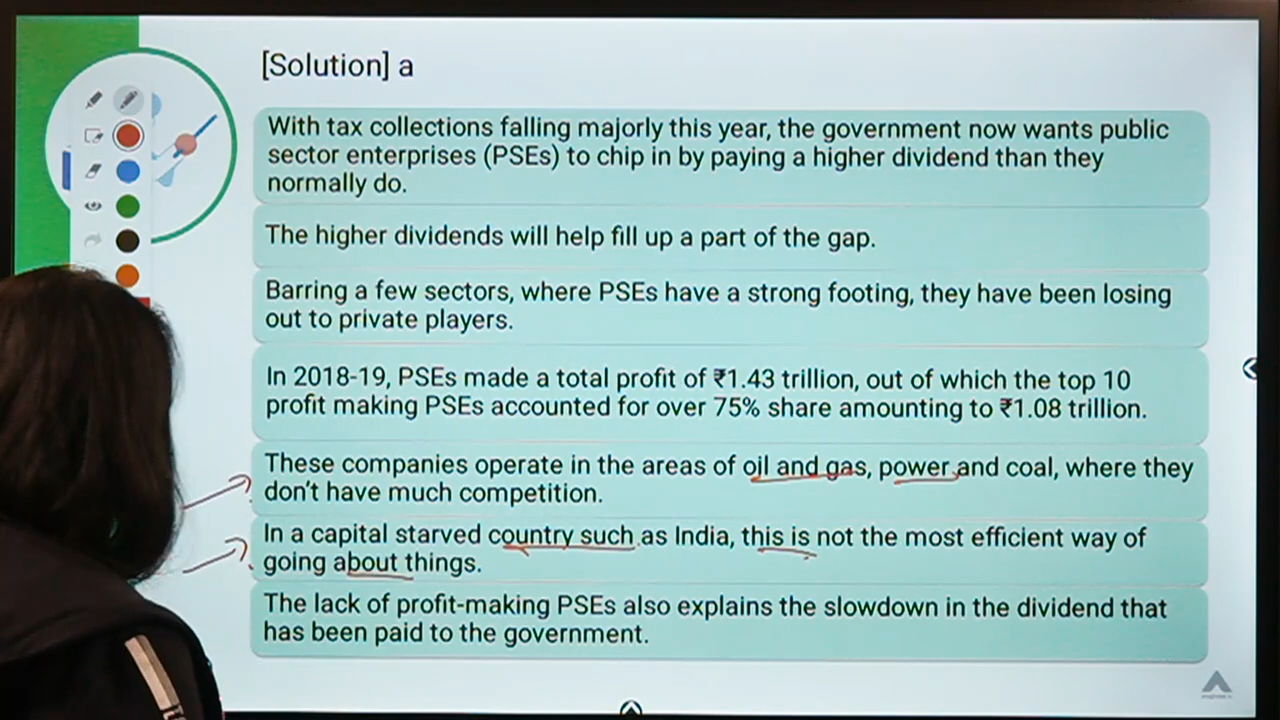 [Solution] a
With tax collections falling majorly this year, the government now wants public
sector enterprises (PSEs) to chip in by paying a higher dividend than they
normally do.
The higher dividends will help fill up a part of the gap.
Barring a few sectors, where PSEs have a strong footing, they have been losing
out to private players.
In 2018-19, PSEs made a total profit of ₹1.43 trillion, out of which the top 10
profit making PSEs accounted for over 75% share amounting to ₹1.08 trillion.
These companies operate in the areas of oil and gas, power and coal, where they
don't have much competition.
In a capital starved country such as India, this is not the most efficient way of
going about things.
The lack of profit-making PSEs also explains the slowdown in the dividend that
has been paid to the government.